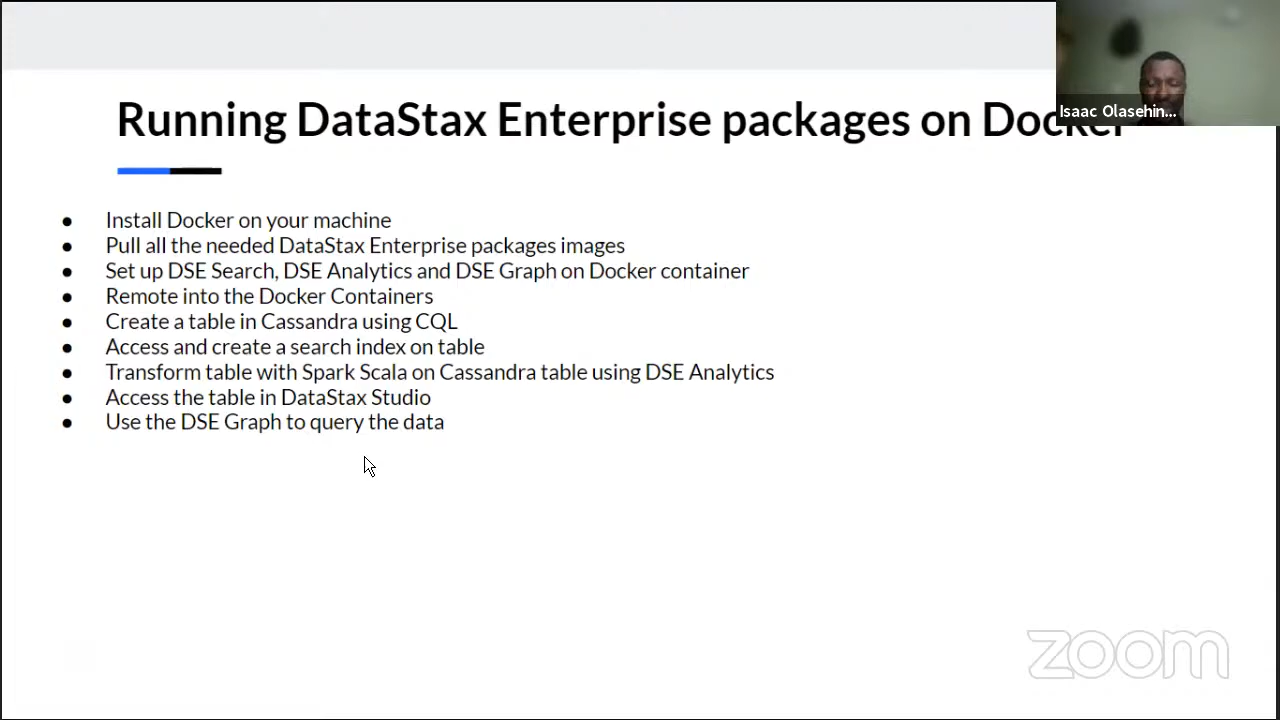 Running DataStax Enterprise packages on Docker
Isaac Olasehin...
● Install Docker on your machine
● Pull all the needed DataStax Enterprise packages images
● Set up DSE Search, DSE Analytics and DSE Graph on Docker container
● Remote into the Docker Containers
● Create a table in Cassandra using CQL
● Access and create a search index on table
● Transform table with Spark Scala on Cassandra table using DSE Analytics
● Access the table in DataStax Studio
● Use the DSE Graph to query the data
zoom